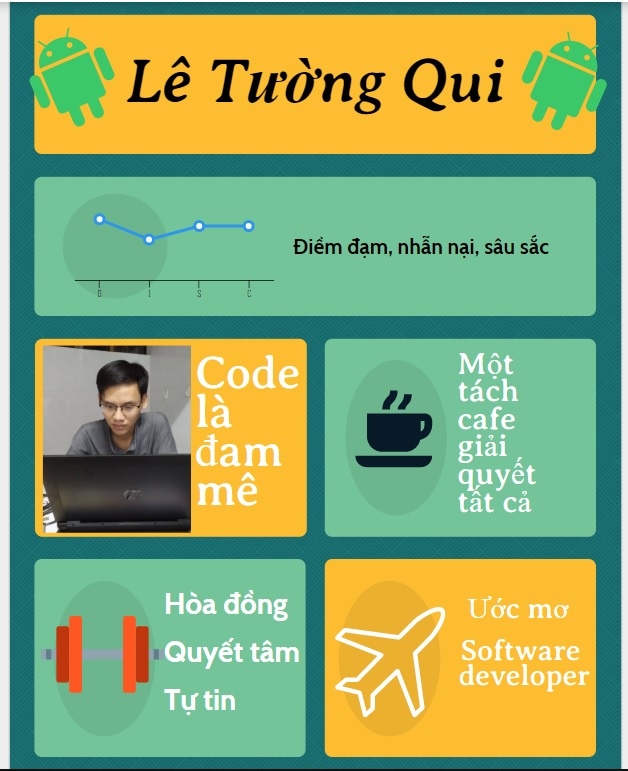 Lê Tường Qui
D I S C
Điềm đạm, nhẫn nại, sâu sắc
Code
là
đam
mê
Một
tách
cafe
giải
quyết
tất cả
Hòa đồng
Quyết tâm
Tự tin
Ước mơ
Software
developer